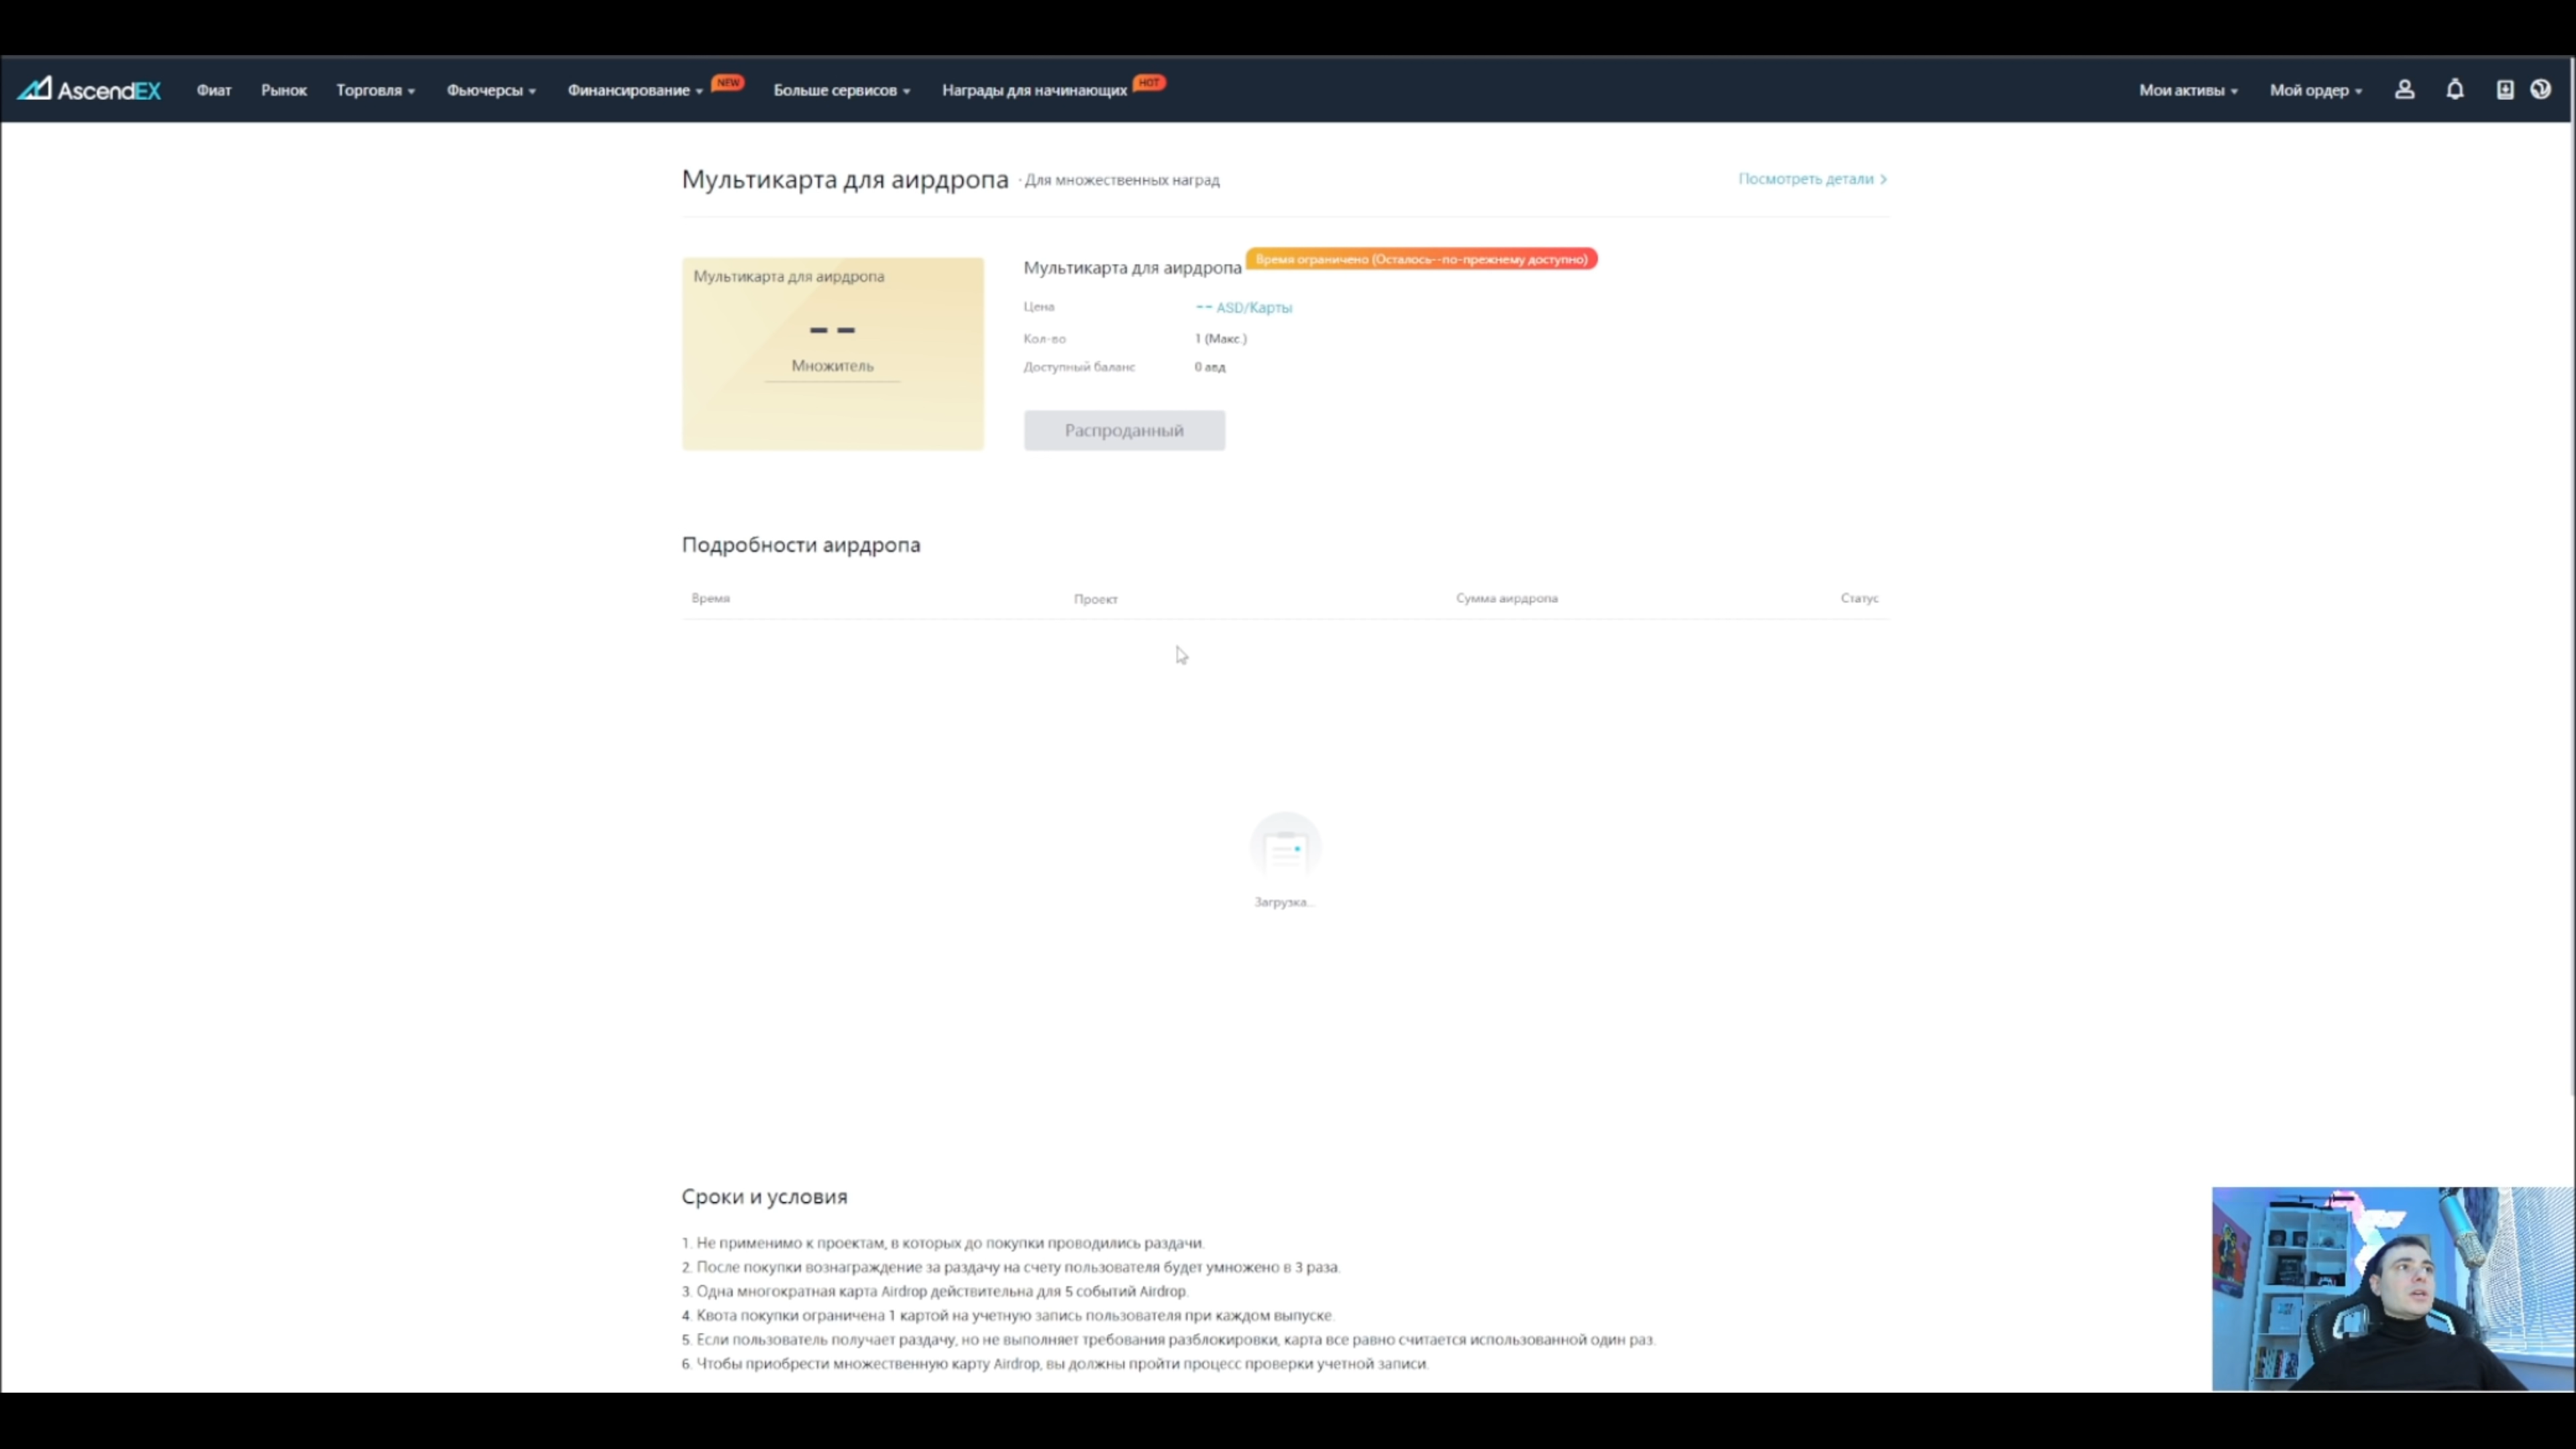 AscendEX Фиат Рынок Торговля Фьючерсы Финансирование NEW Больше сервисов Награды для начинающих HOT Мои активы Мой ордер
Мультикарта для аирдропа · Для множественных наград Посмотреть детали >
Мультикарта для аирдропа
--
Множитель
Мультикарта для аирдропа Время ограничено (Осталось--по-прежнему доступно)
Цена -- ASD/Карты
Кол-во 1 (Макс.)
Доступный баланс 0 авд
Распроданный
Подробности аирдропа
Время Проект Сумма аирдропа Статус
Загрузка...
Сроки и условия
1. Не применимо к проектам, в которых до покупки проводились раздачи.
2. После покупки вознаграждение за раздачу на счету пользователя будет умножено в 3 раза.
3. Одна многократная карта Airdrop действительна для 5 событий Airdrop.
4. Квота покупки ограничена 1 картой на учетную запись пользователя при каждом выпуске.
5. Если пользователь получает раздачу, но не выполняет требования разблокировки, карта все равно считается использованной один раз.
6. Чтобы приобрести множественную карту Airdrop, вы должны пройти процесс проверки учетной записи.